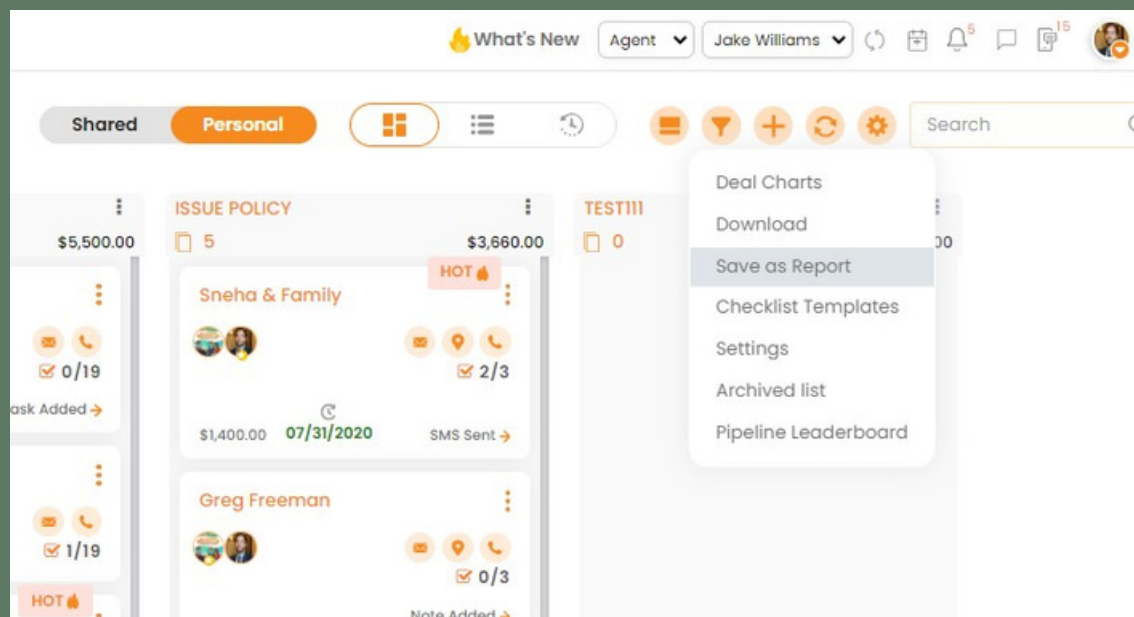 What's New Agent Jake Williams 5 15
Shared Personal Search
$5,500.00
0/19
ask Added
1/19
HOT
ISSUE POLICY
5 $3,660.00
HOT
Sneha & Family
2/3
$1,400.00 07/31/2020 SMS Sent
Greg Freeman
0/3
Note Added
TEST111
0 00
Deal Charts
Download
Save as Report
Checklist Templates
Settings
Archived list
Pipeline Leaderboard